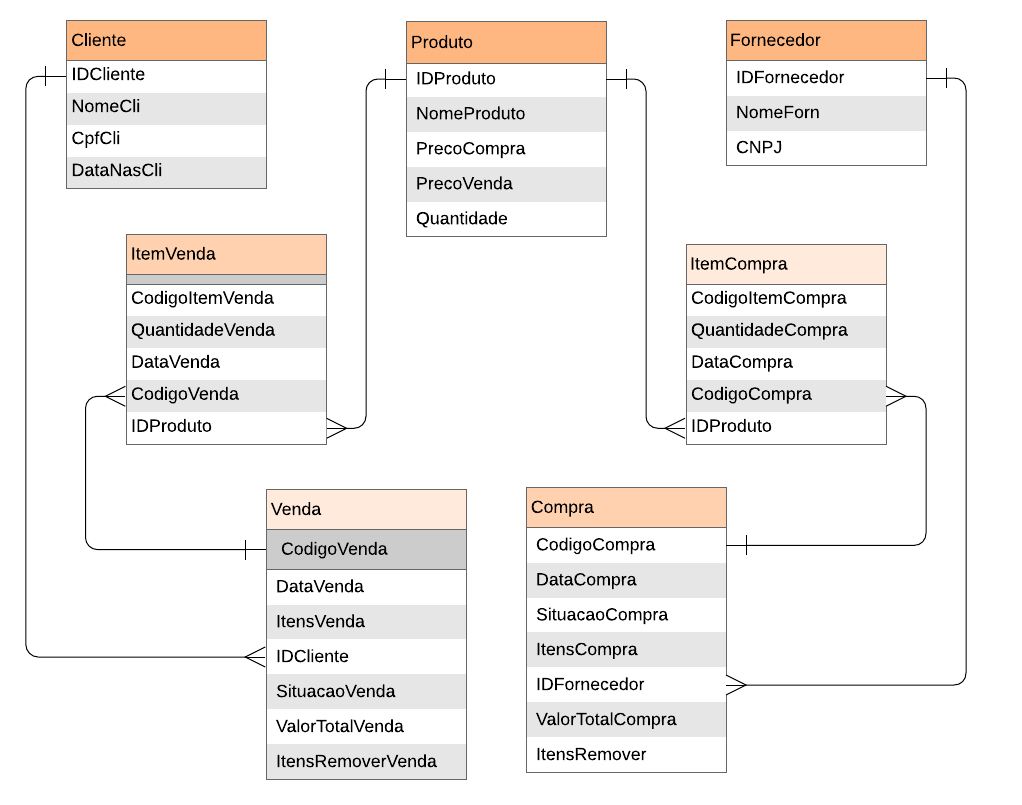 Cliente
IDCliente
NomeCli
CpfCli
DataNasCli
Produto
IDProduto
NomeProduto
PrecoCompra
PrecoVenda
Quantidade
Fornecedor
IDFornecedor
NomeForn
CNPJ
ItemVenda
CodigoItemVenda
QuantidadeVenda
DataVenda
CodigoVenda
IDProduto
ItemCompra
CodigoItemCompra
QuantidadeCompra
DataCompra
CodigoCompra
IDProduto
Venda
CodigoVenda
DataVenda
ItensVenda
IDCliente
SituacaoVenda
ValorTotalVenda
ItensRemoverVenda
Compra
CodigoCompra
DataCompra
SituacaoCompra
ItensCompra
IDFornecedor
ValorTotalCompra
ItensRemover